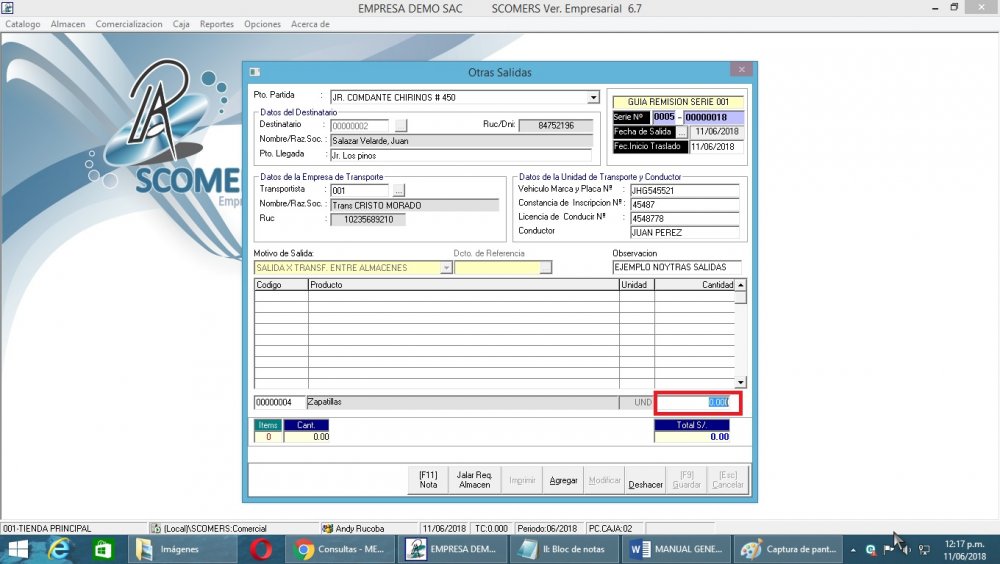 EMPRESA DEMO SAC SCOMERS Ver. Empresarial 6.7
Catalogo Almacen Comercializacion Caja Reportes Opciones Acerca de
SCOMER
Otras Salidas
Pto. Partida : JR. COMDANTE CHIRINOS # 450
GUIA REMISION SERIE 001
Datos del Destinatario
Serie Nº 0005 - 00000018
Destinatario : 00000002 ... Ruc/Dni: 84752196
Fecha de Salida ... 11/06/2018
Nombre/Raz.Soc. : Salazar Velarde, Juan
Fec.Inicio Traslado 11/06/2018
Pto. Llegada : Jr. Los pinos
Datos de la Empresa de Transporte
Transportista : 001 ...
Nombre/Raz.Soc. : Trans CRISTO MORADO
Ruc : 10235689210
Datos de la Unidad de Transporte y Conductor
Vehiculo Marca y Placa Nº : JHG545521
Constancia de Inscripcion Nº : 45487
Licencia de Conducir Nº : 4548778
Conductor JUAN PEREZ
Motivo de Salida: Dcto. de Referencia Observacion
SALIDA X TRANSF. ENTRE ALMACENES ... EJEMPLO NOYTRAS SALIDAS
Codigo Producto Unidad Cantidad
00000004 Zapatillas UND 0.000
Items Cant. Total S/.
0 0.00 0.00
[F11] Nota
Jalar Req. Almacen
Imprimir
Agregar
Modificar
Deshacer
[F9] Guardar
[Esc] Cancelar
001-TIENDA PRINCIPAL (Local)\SCOMERS:Comercial Andy Rucoba 11/06/2018 TC:0.000 Periodo:06/2018 PC.CAJA:02
Imágenes Consultas - ME... EMPRESA DEM... II: Bloc de notas MANUAL GENE... Captura de pant...
12:17 p.m.
11/06/2018